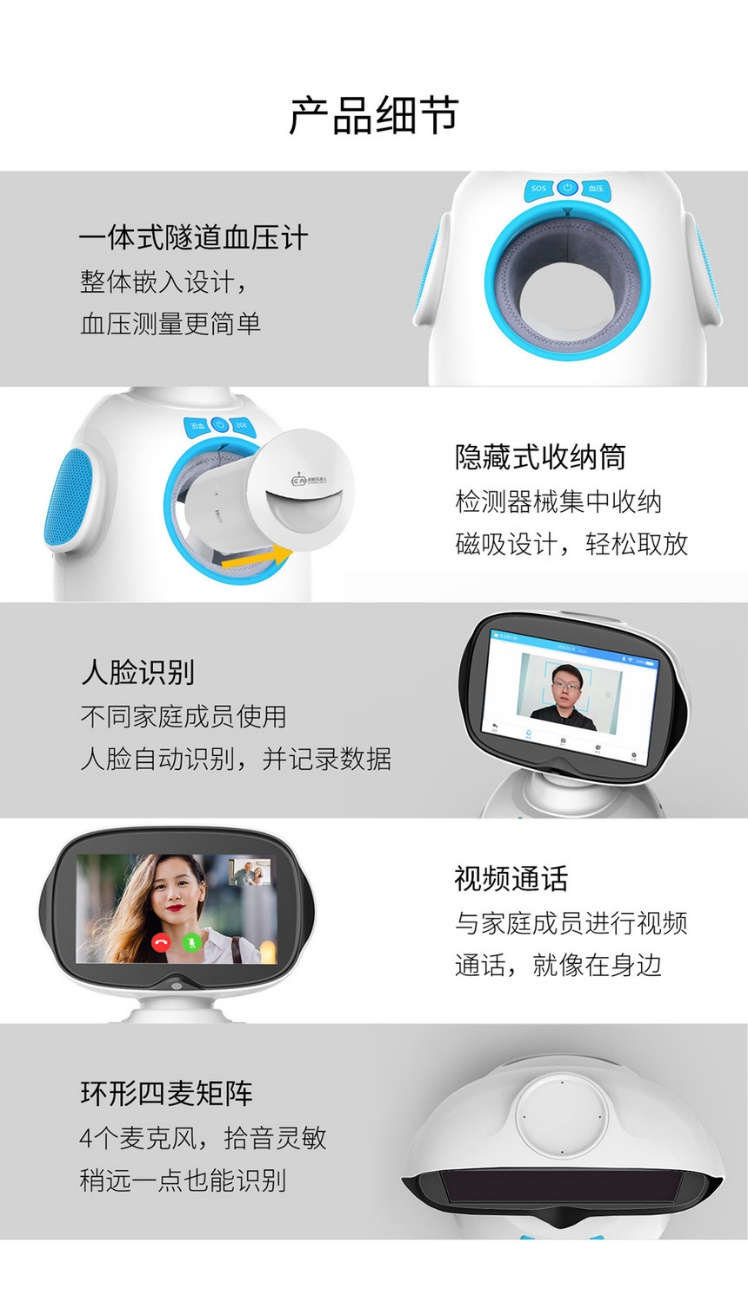 产品细节
一体式隧道血压计
整体嵌入设计，
血压测量更简单
SOS
血压
隐藏式收纳筒
检测器械集中收纳
磁吸设计，轻松取放
人脸识别
不同家庭成员使用
人脸自动识别，并记录数据
视频通话
与家庭成员进行视频
通话，就像在身边
环形四麦矩阵
4个麦克风，拾音灵敏
稍远一点也能识别